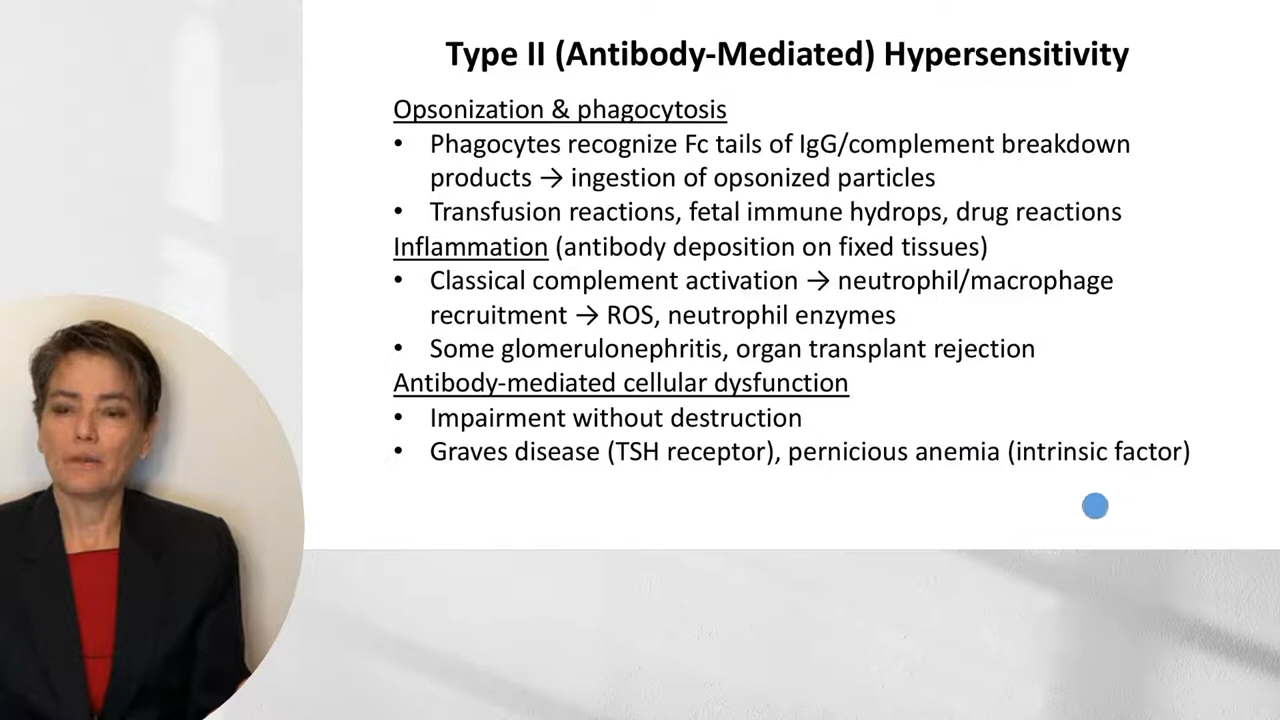 Type II (Antibody-Mediated) Hypersensitivity
Opsonization & phagocytosis
• Phagocytes recognize Fc tails of IgG/complement breakdown
products → ingestion of opsonized particles
• Transfusion reactions, fetal immune hydrops, drug reactions
Inflammation (antibody deposition on fixed tissues)
• Classical complement activation → neutrophil/macrophage
recruitment → ROS, neutrophil enzymes
• Some glomerulonephritis, organ transplant rejection
Antibody-mediated cellular dysfunction
• Impairment without destruction
• Graves disease (TSH receptor), pernicious anemia (intrinsic factor)